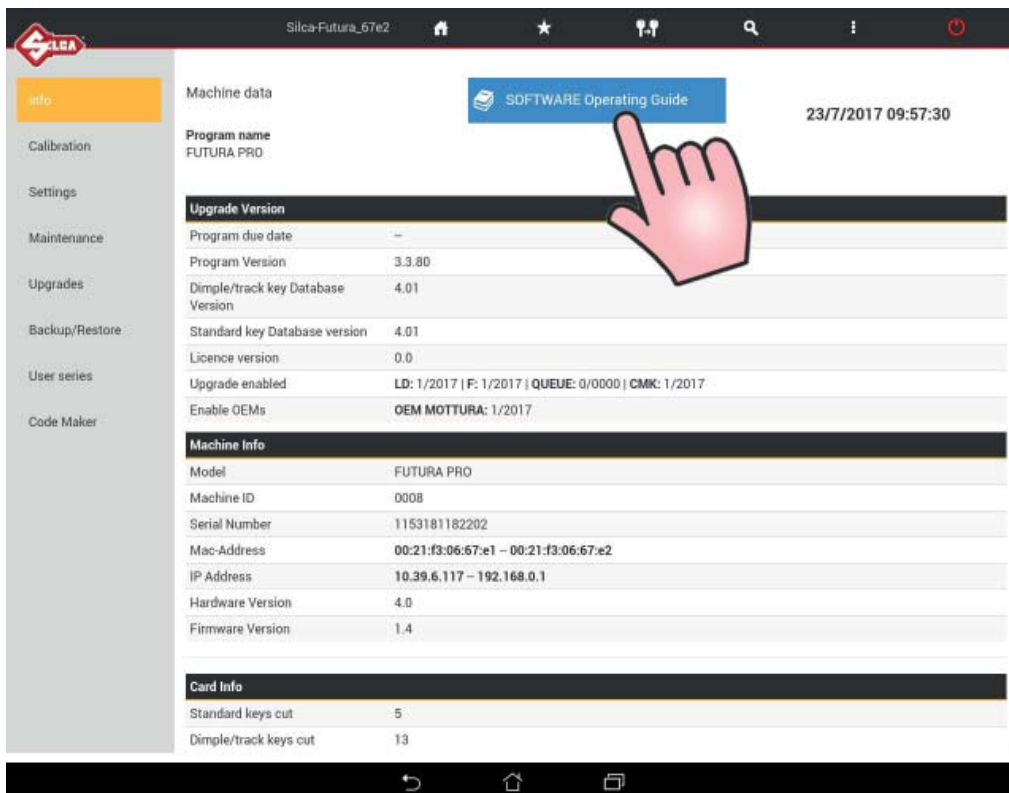 SILCA
Silca-Futura_67e2
Info
Calibration
Settings
Maintenance
Upgrades
Backup/Restore
User series
Code Maker
Machine data
SOFTWARE Operating Guide
23/7/2017 09:57:30
Program name
FUTURA PRO
Upgrade Version
Program due date –
Program Version 3.3.80
Dimple/track key Database
Version
4.01
Standard key Database version 4.01
Licence version 0.0
Upgrade enabled LD: 1/2017 | F: 1/2017 | QUEUE: 0/0000 | CMK: 1/2017
Enable OEMs OEM MOTTURA: 1/2017
Machine Info
Model FUTURA PRO
Machine ID 0008
Serial Number 1153181182202
Mac-Address 00:21:f3:06:67:e1 – 00:21:f3:06:67:e2
IP Address 10.39.6.117 – 192.168.0.1
Hardware Version 4.0
Firmware Version 1.4
Card Info
Standard keys cut 5
Dimple/track keys cut 13